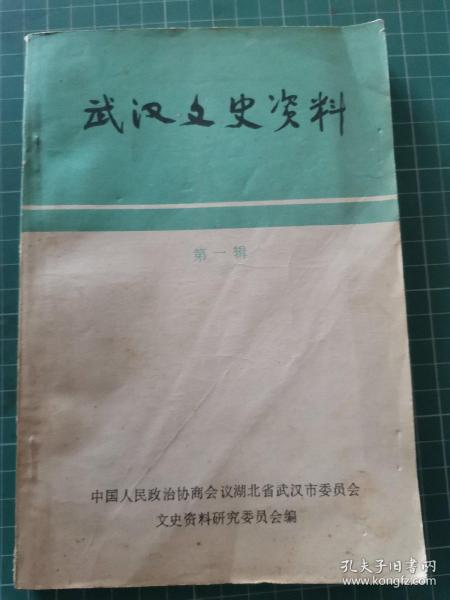 武汉文史资料
第一辑
中国人民政治协商会议湖北省武汉市委员会
文史资料研究委员会编
孔夫子旧书网
www.kongfz.com